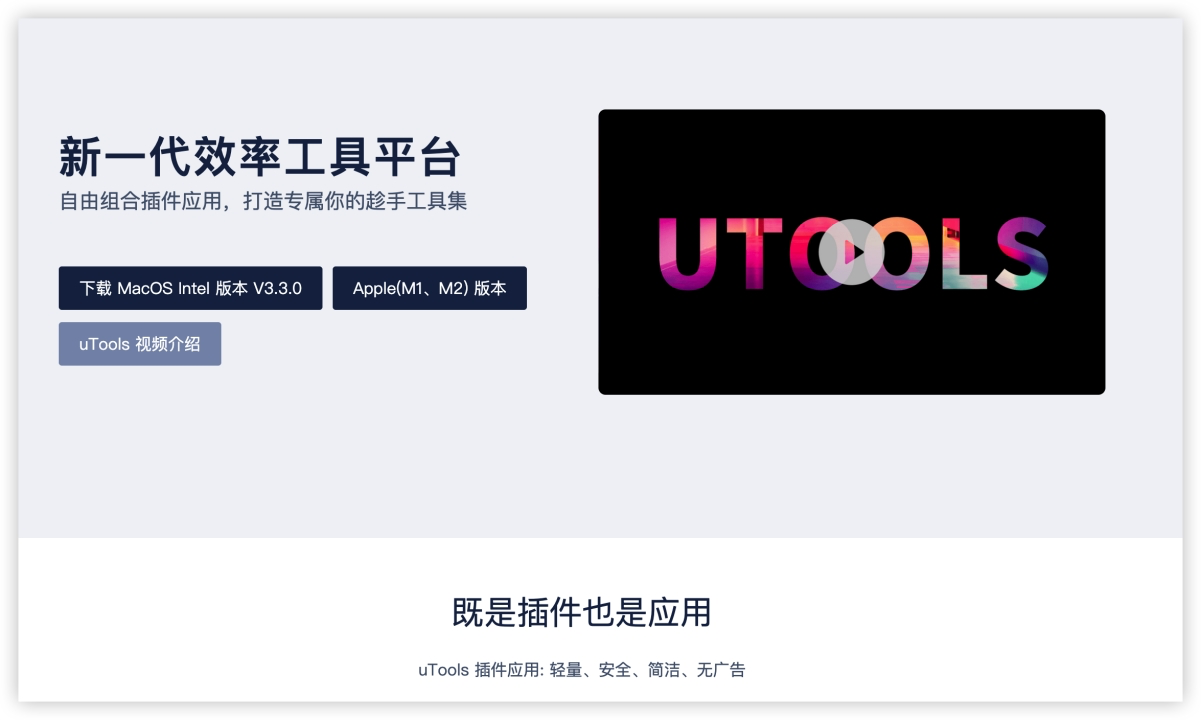 新一代效率工具平台
自由组合插件应用，打造专属你的趁手工具集
下载 MacOS Intel 版本 V3.3.0
Apple(M1、M2) 版本
uTools 视频介绍
UTOOLS
既是插件也是应用
uTools 插件应用: 轻量、安全、简洁、无广告